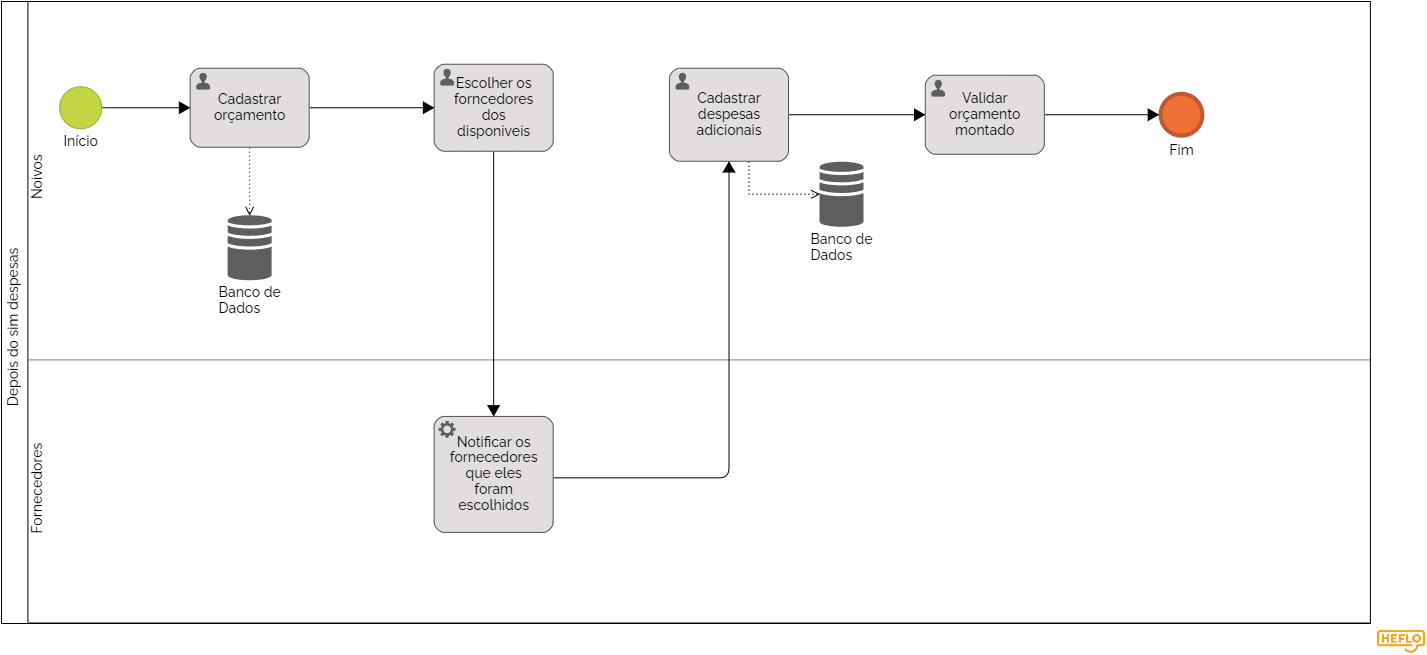 Depois do sim despesas
Noivos
Início
Cadastrar
orçamento
Banco de
Dados
Escolher os
forncedores
dos
disponiveis
Cadastrar
despesas
adicionais
Banco de
Dados
Validar
orçamento
montado
Fim
Fornecedores
Notificar os
fornecedores
que eles
foram
escolhidos
HEFLO